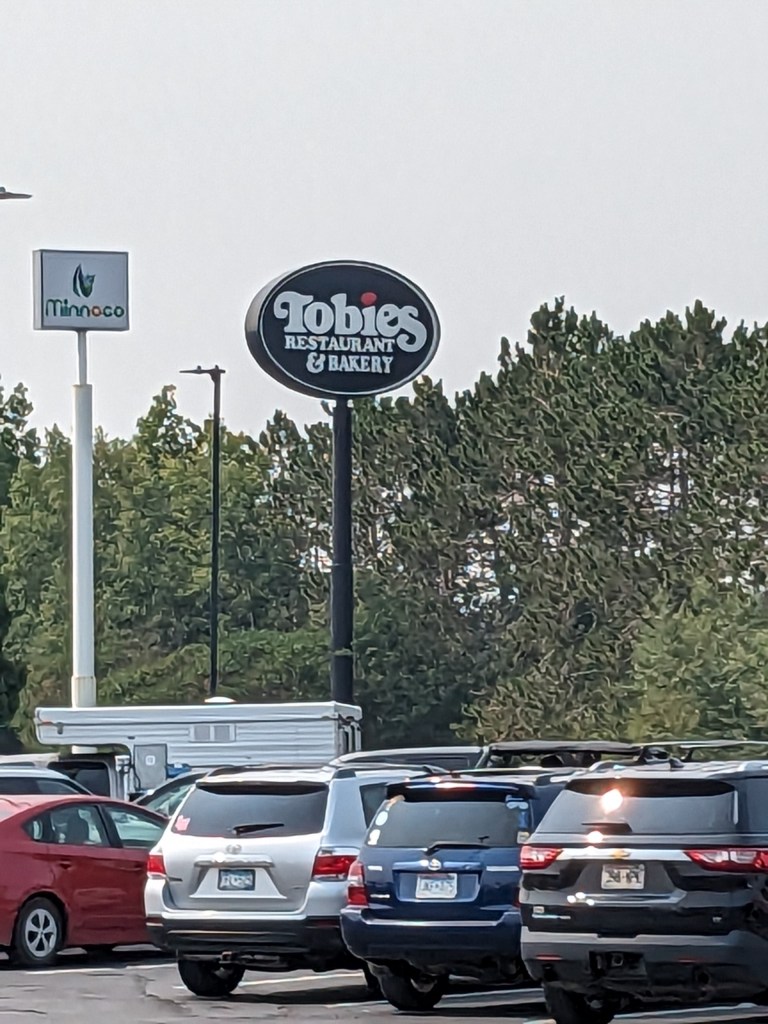 Minnoco
Tobies
RESTAURANT
& BAKERY